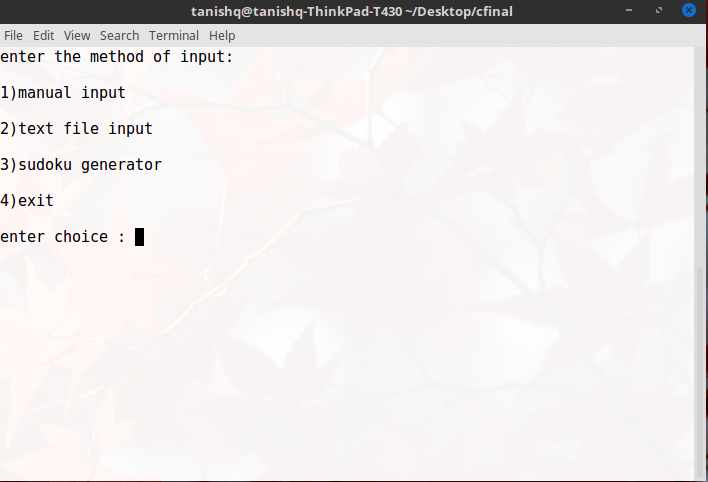 tanishq@tanishq-ThinkPad-T430 ~/Desktop/cfinal
File Edit View Search Terminal Help
enter the method of input:
1)manual input
2)text file input
3)sudoku generator
4)exit
enter choice :